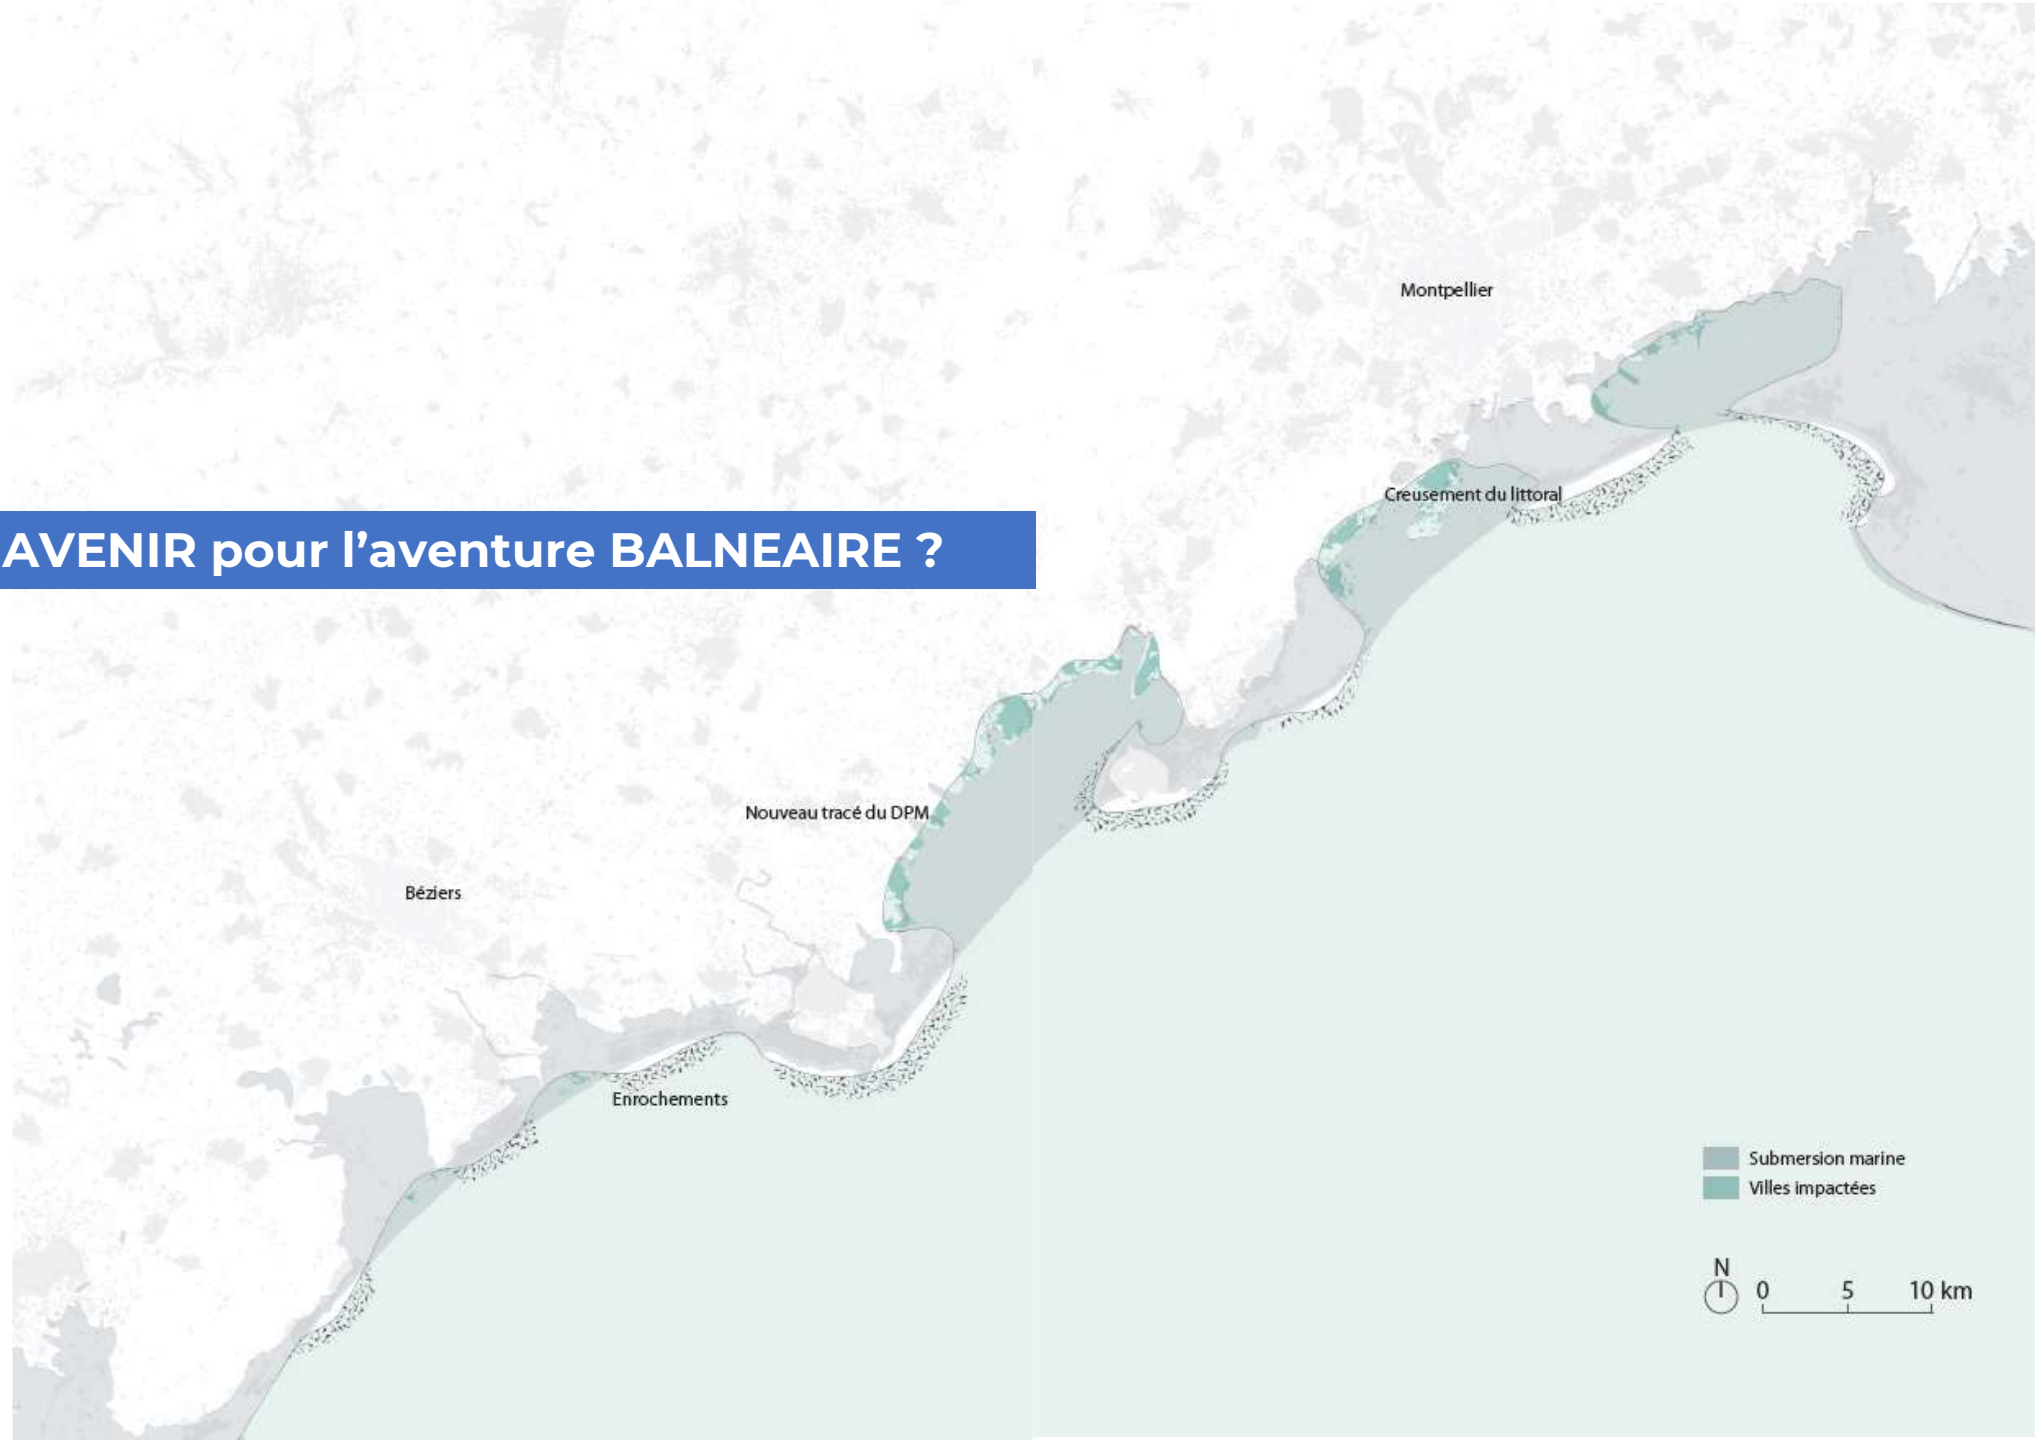 Montpellier
Creusement du littoral
AVENIR pour l’aventure BALNEAIRE ?
Nouveau tracé du DPM
Béziers
Enrochements
Submersion marine
Villes impactées
N
0 5 10 km